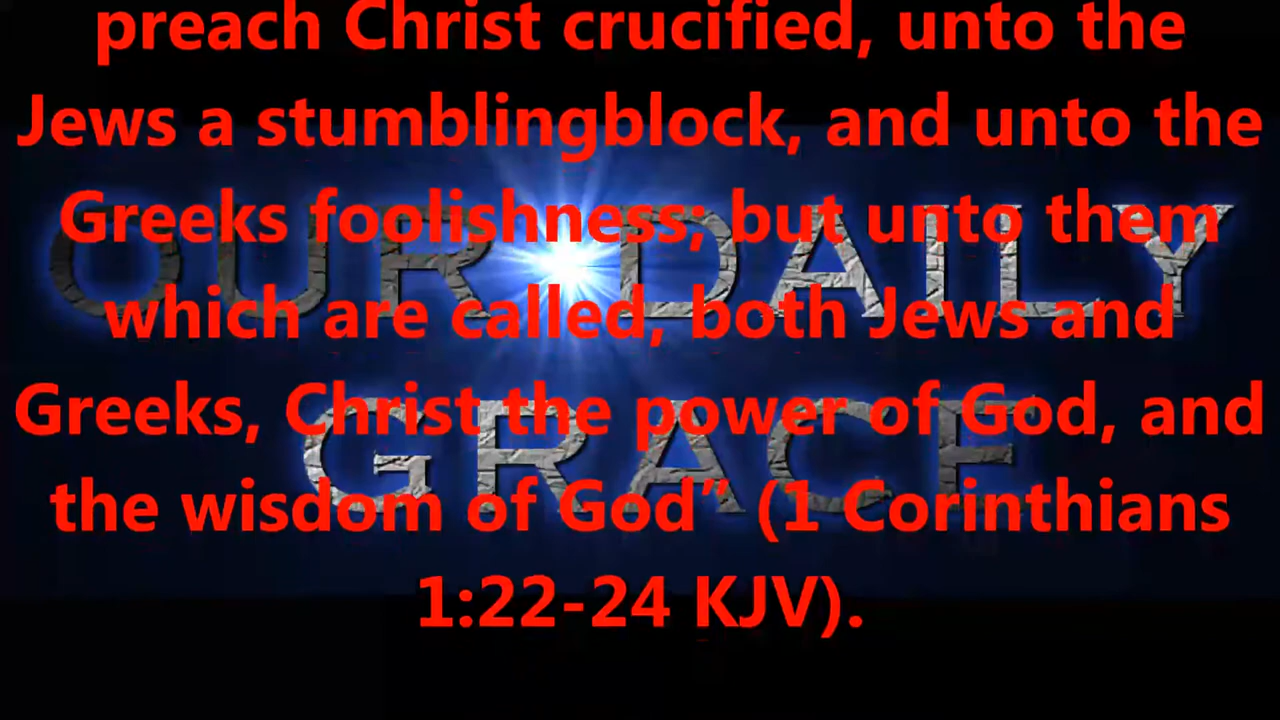 preach Christ crucified, unto the
Jews a stumblingblock, and unto the
Greeks foolishness; but unto them
which are called, both Jews and
Greeks, Christ the power of God, and
the wisdom of God” (1 Corinthians
1:22-24 KJV).
OUR DAILY
GRACE